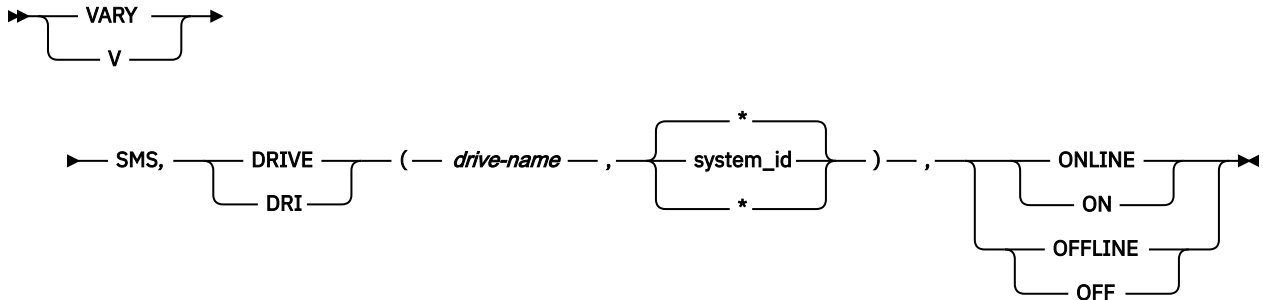 VARY
V
*
SMS, DRIVE ( drive-name , system_id ) , ONLINE
DRI * ON
OFFLINE
OFF